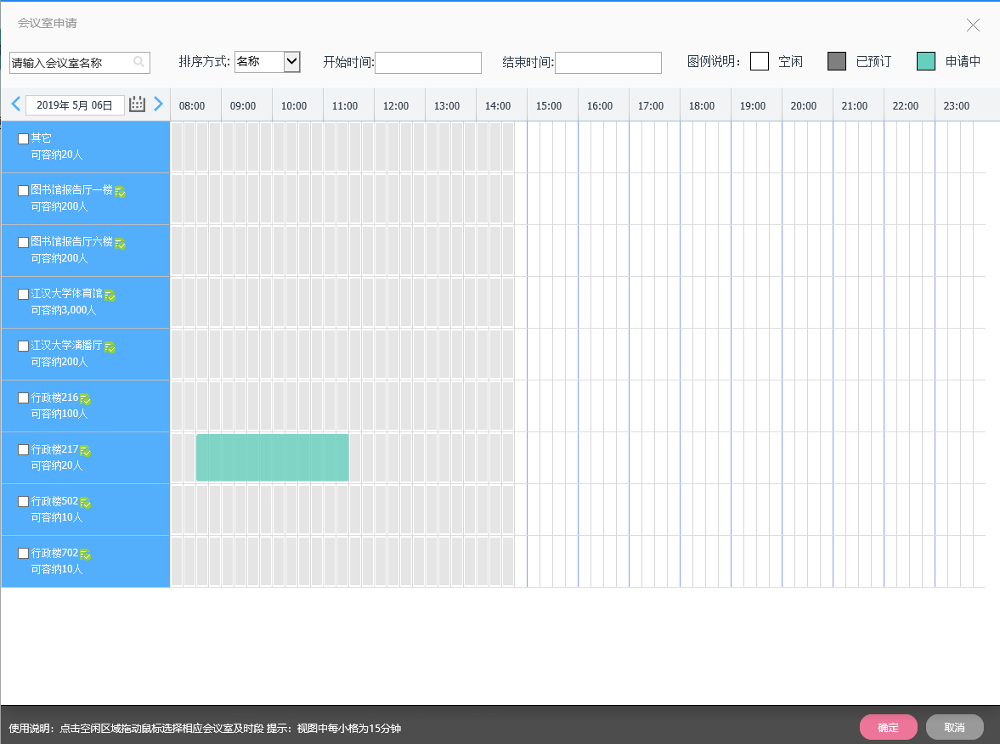 会议室申请
请输入会议室名称 排序方式: 名称 开始时间: 结束时间: 图例说明： 空闲 已预订 申请中
2019年 5月 06日 08:00 09:00 10:00 11:00 12:00 13:00 14:00 15:00 16:00 17:00 18:00 19:00 20:00 21:00 22:00 23:00
其它
可容纳20人
图书馆报告厅一楼
可容纳200人
图书馆报告厅六楼
可容纳200人
江汉大学体育馆
可容纳3,000人
江汉大学演播厅
可容纳200人
行政楼216
可容纳100人
行政楼217
可容纳20人
行政楼502
可容纳10人
行政楼702
可容纳10人
使用说明：点击空闲区域拖动鼠标选择相应会议室及时段 提示：视图中每小格为15分钟 确定 取消